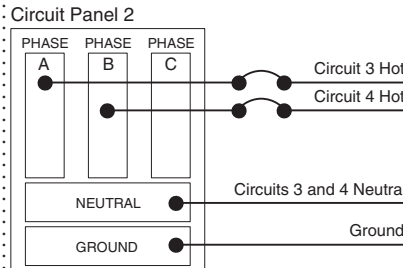 Circuit Panel 2
PHASE PHASE PHASE
A B C
Circuit 3 Hot
Circuit 4 Hot
NEUTRAL
Circuits 3 and 4 Neutra
GROUND
Ground